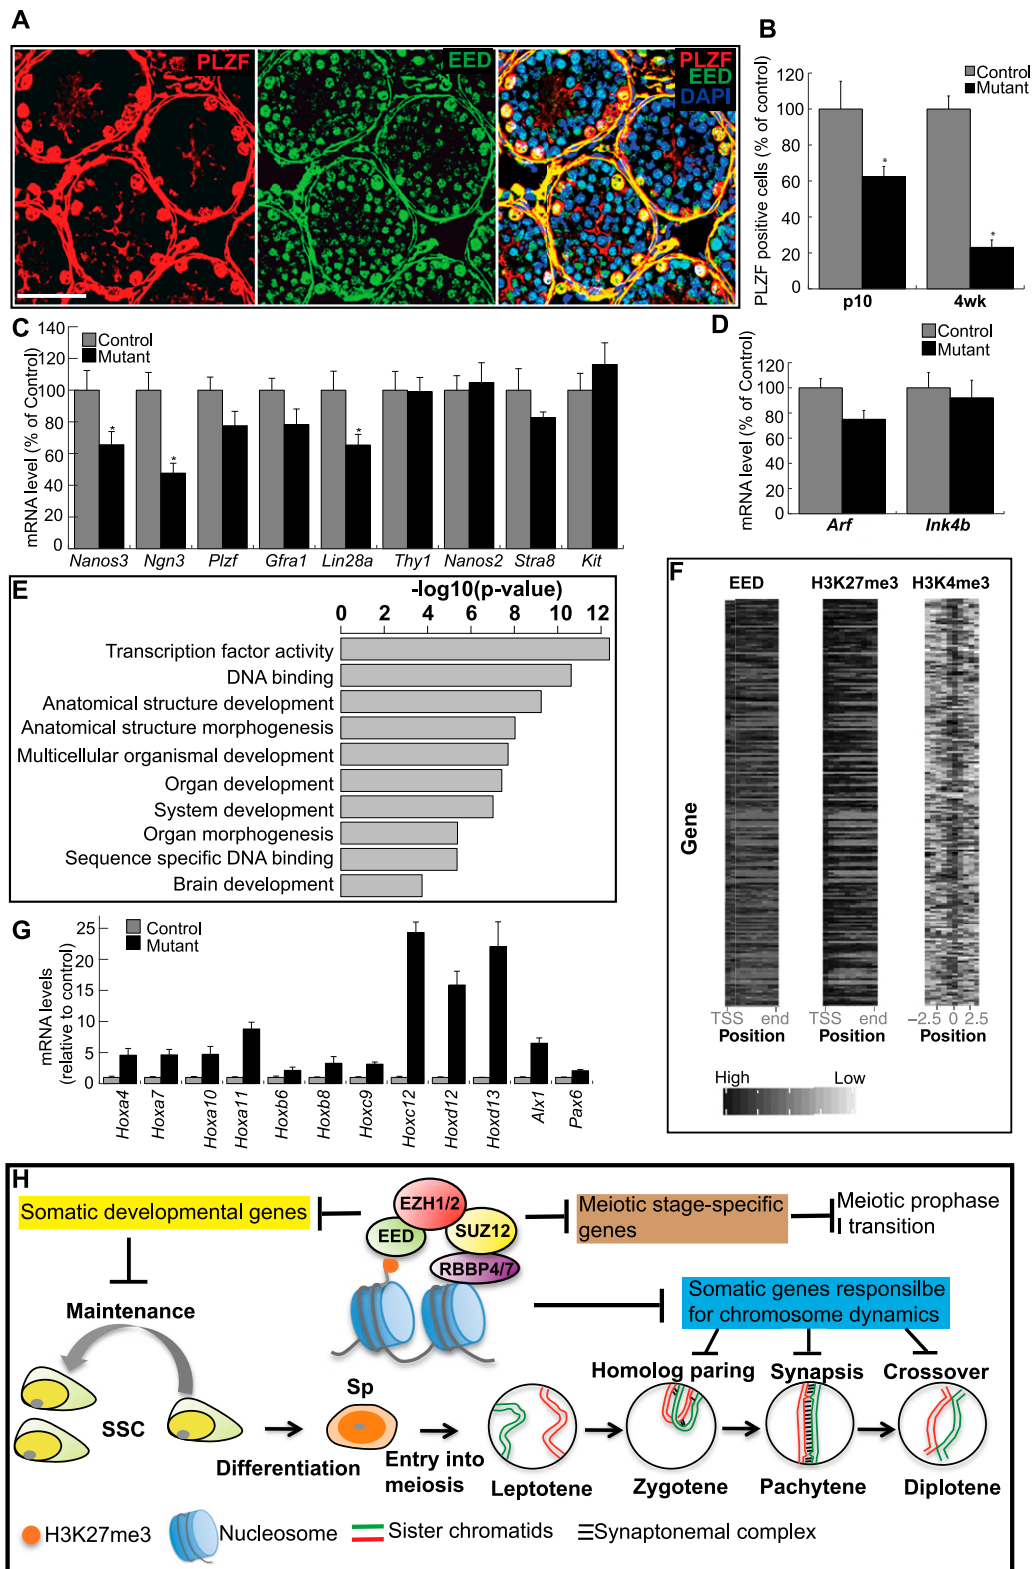 A
PLZF
EED
PLZF
EED
DAPI
B
PLZF positive cells (% of control)
120
100
80
60
40
20
0
Control
Mutant
*
*
p10
4wk
C
mRNA level (% of Control)
140
120
100
80
60
40
20
0
Control
Mutant
*
*
*
Nanos3
Ngn3
Plzf
Gfra1
Lin28a
Thy1
Nanos2
Stra8
Kit
D
mRNA level (% of Control)
120
100
80
60
40
20
0
Control
Mutant
Arf
Ink4b
E
-log10(p-value)
0 2 4 6 8 10 12
Transcription factor activity
DNA binding
Anatomical structure development
Anatomical structure morphogenesis
Multicellular organismal development
Organ development
System development
Organ morphogenesis
Sequence specific DNA binding
Brain development
F
EED
H3K27me3
H3K4me3
Gene
TSS end
Position
TSS end
Position
−2.5 0 2.5
Position
High
Low
G
mRNA levels
(relative to control)
25
20
15
10
5
0
Control
Mutant
Hoxa4
Hoxa7
Hoxa10
Hoxa11
Hoxb6
Hoxb8
Hoxc9
Hoxc12
Hoxd12
Hoxd13
Alx1
Pax6
H
Somatic developmental genes
EZH1/2
EED
SUZ12
RBBP4/7
Meiotic stage-specific
genes
Meiotic prophase
I transition
Maintenance
Somatic genes responsilbe
for chromosome dynamics
Homolog paring
Synapsis
Crossover
SSC
Sp
Differentiation
Entry into
meiosis
Leptotene
Zygotene
Pachytene
Diplotene
H3K27me3
Nucleosome
Sister chromatids
Synaptonemal complex